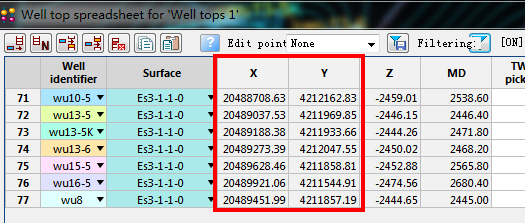 Well top spreadsheet for 'Well tops 1'
Edit point None Filtering: [ON]
Well identifier Surface X Y Z MD TW pick
71 wu10-5 Es3-1-1-0 20488708.63 4212162.83 -2459.01 2538.60
72 wu13-5 Es3-1-1-0 20489037.53 4211969.85 -2446.15 2446.40
73 wu13-5K Es3-1-1-0 20489188.38 4211933.66 -2444.26 2471.80
74 wu13-6 Es3-1-1-0 20489273.39 4212047.55 -2450.02 2468.20
75 wu15-5 Es3-1-1-0 20489628.46 4211858.81 -2452.88 2565.80
76 wu16-5 Es3-1-1-0 20489921.06 4211544.91 -2474.56 2680.40
77 wu8 Es3-1-1-0 20489451.99 4211857.19 -2444.65 2445.00